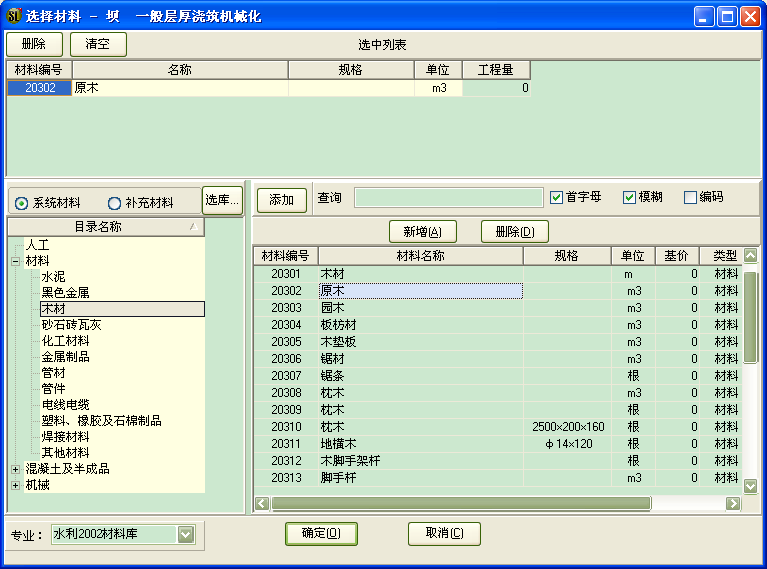 选择材料 - 坝 一般层厚浇筑机械化
删除 清空 选中列表
材料编号 名称 规格 单位 工程量
20302 原木 m3 0
系统材料 补充材料 选库...
目录名称
人工
材料
水泥
黑色金属
木材
砂石砖瓦灰
化工材料
金属制品
管材
管件
电线电缆
塑料、橡胶及石棉制品
焊接材料
其他材料
混凝土及半成品
机械
添加 查询 首字母 模糊 编码
新增(A) 删除(D)
材料编号 材料名称 规格 单位 基价 类型
20301 木材 m 0 材料
20302 原木 m3 0 材料
20303 园木 m3 0 材料
20304 板枋材 m3 0 材料
20305 木垫板 m3 0 材料
20306 锯材 m3 0 材料
20307 锯条 根 0 材料
20308 枕木 m3 0 材料
20309 枕木 根 0 材料
20310 枕木 2500×200×160 根 0 材料
20311 地横木 φ14×120 根 0 材料
20312 木脚手架杆 根 0 材料
20313 脚手杆 m3 0 材料
专业： 水利2002材料库 确定(O) 取消(C)